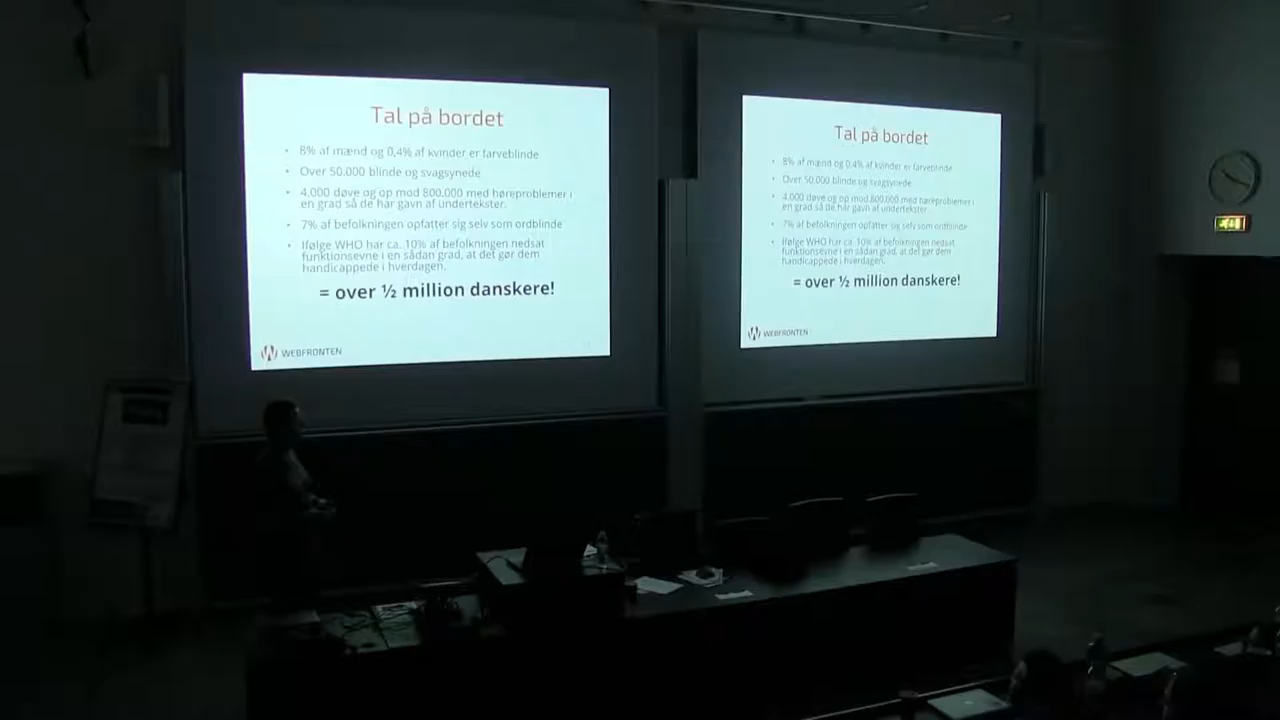 Tal på bordet
• 8% af mænd og 0,4% af kvinder er farveblinde
• Over 50.000 blinde og svagsynede
• 4.000 døve og op mod 800.000 med høreproblemer i
en grad så de har gavn af undertekster.
• 7% af befolkningen opfatter sig selv som ordblinde
• Ifølge WHO har ca. 10% af befolkningen nedsat
funktionsevne i en sådan grad, at det gør dem
handicappede i hverdagen.
= over ½ million danskere!
WEBFRONTEN
Tal på bordet
• 8% af mænd og 0,4% af kvinder er farveblinde
• Over 50.000 blinde og svagsynede
• 4.000 døve og op mod 800.000 med høreproblemer i
en grad så de har gavn af undertekster.
• 7% af befolkningen opfatter sig selv som ordblinde
• Ifølge WHO har ca. 10% af befolkningen nedsat
funktionsevne i en sådan grad, at det gør dem
handicappede i hverdagen.
= over ½ million danskere!
WEBFRONTEN